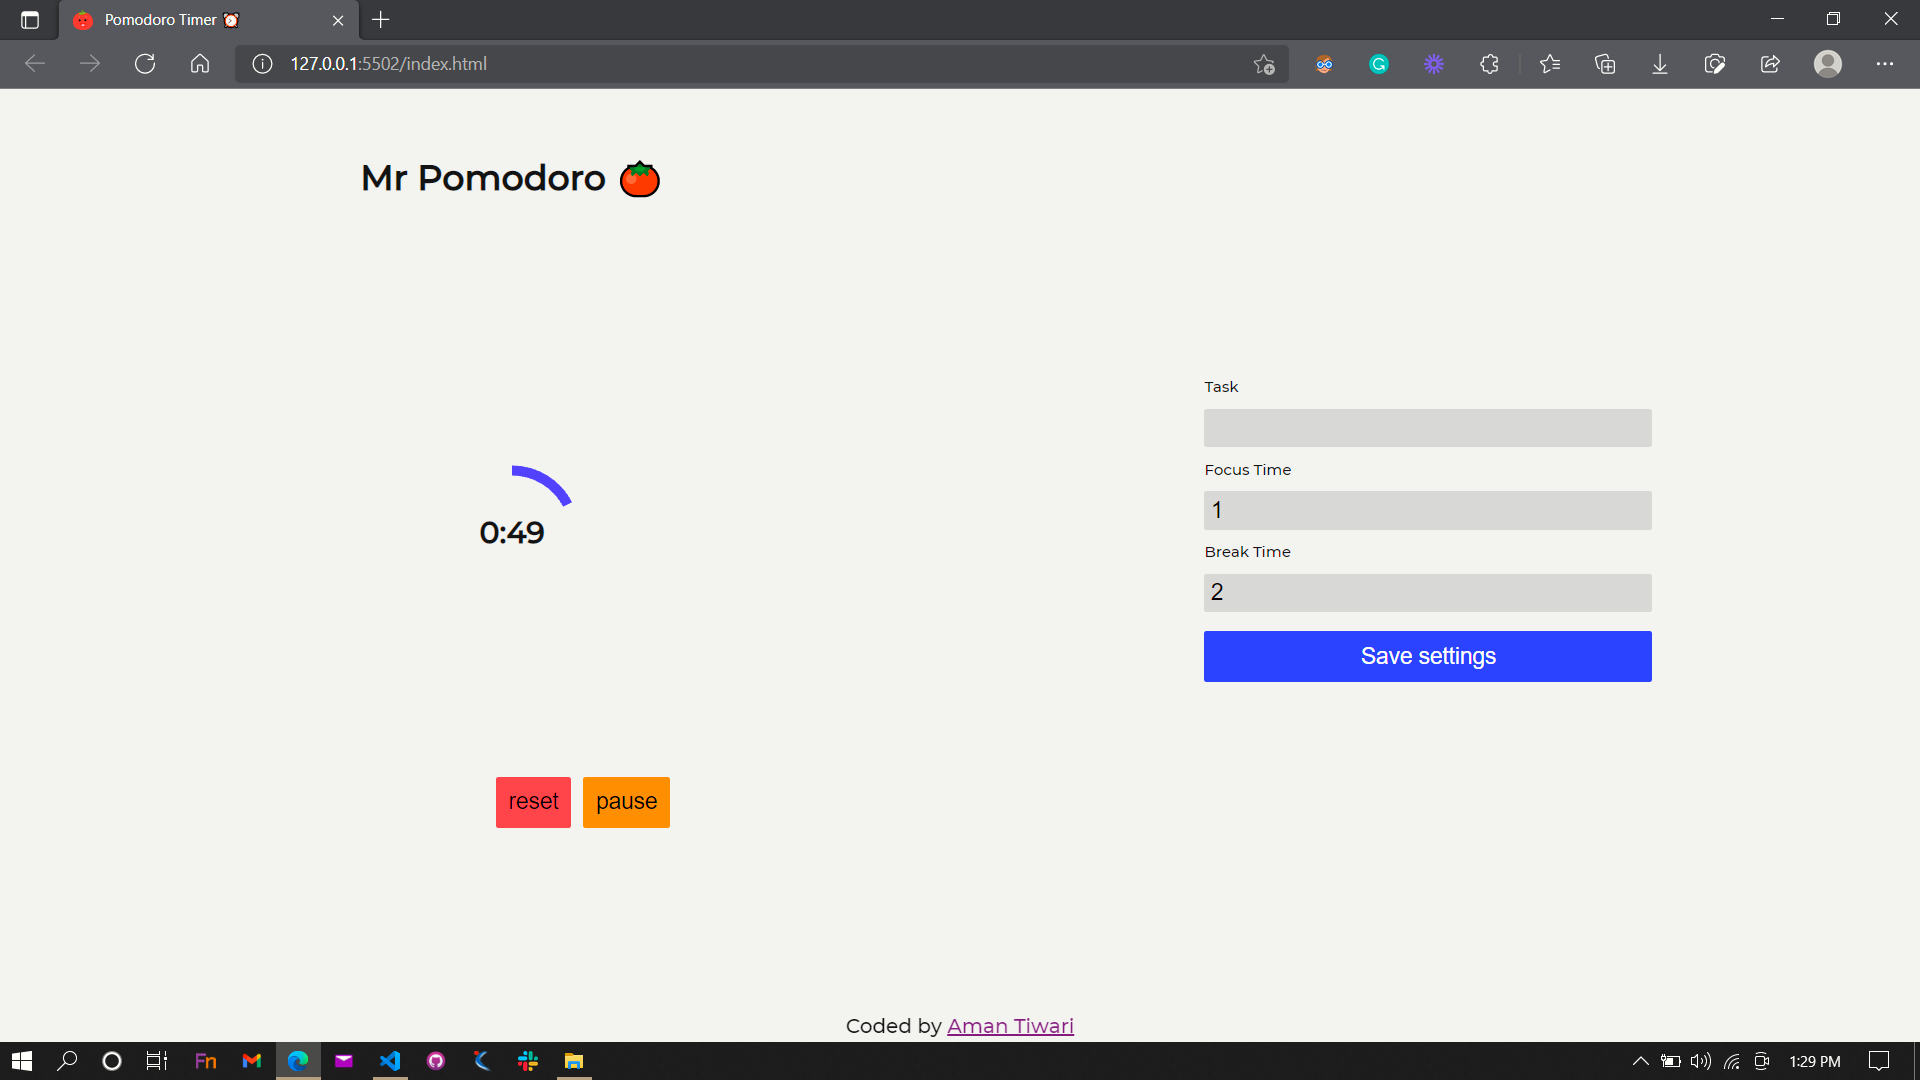 Pomodoro Timer ⏰
127.0.0.1:5502/index.html
Mr Pomodoro 🍅
Task
Focus Time
1
Break Time
2
Save settings
0:49
reset pause
Coded by Aman Tiwari
Fn
1:29 PM